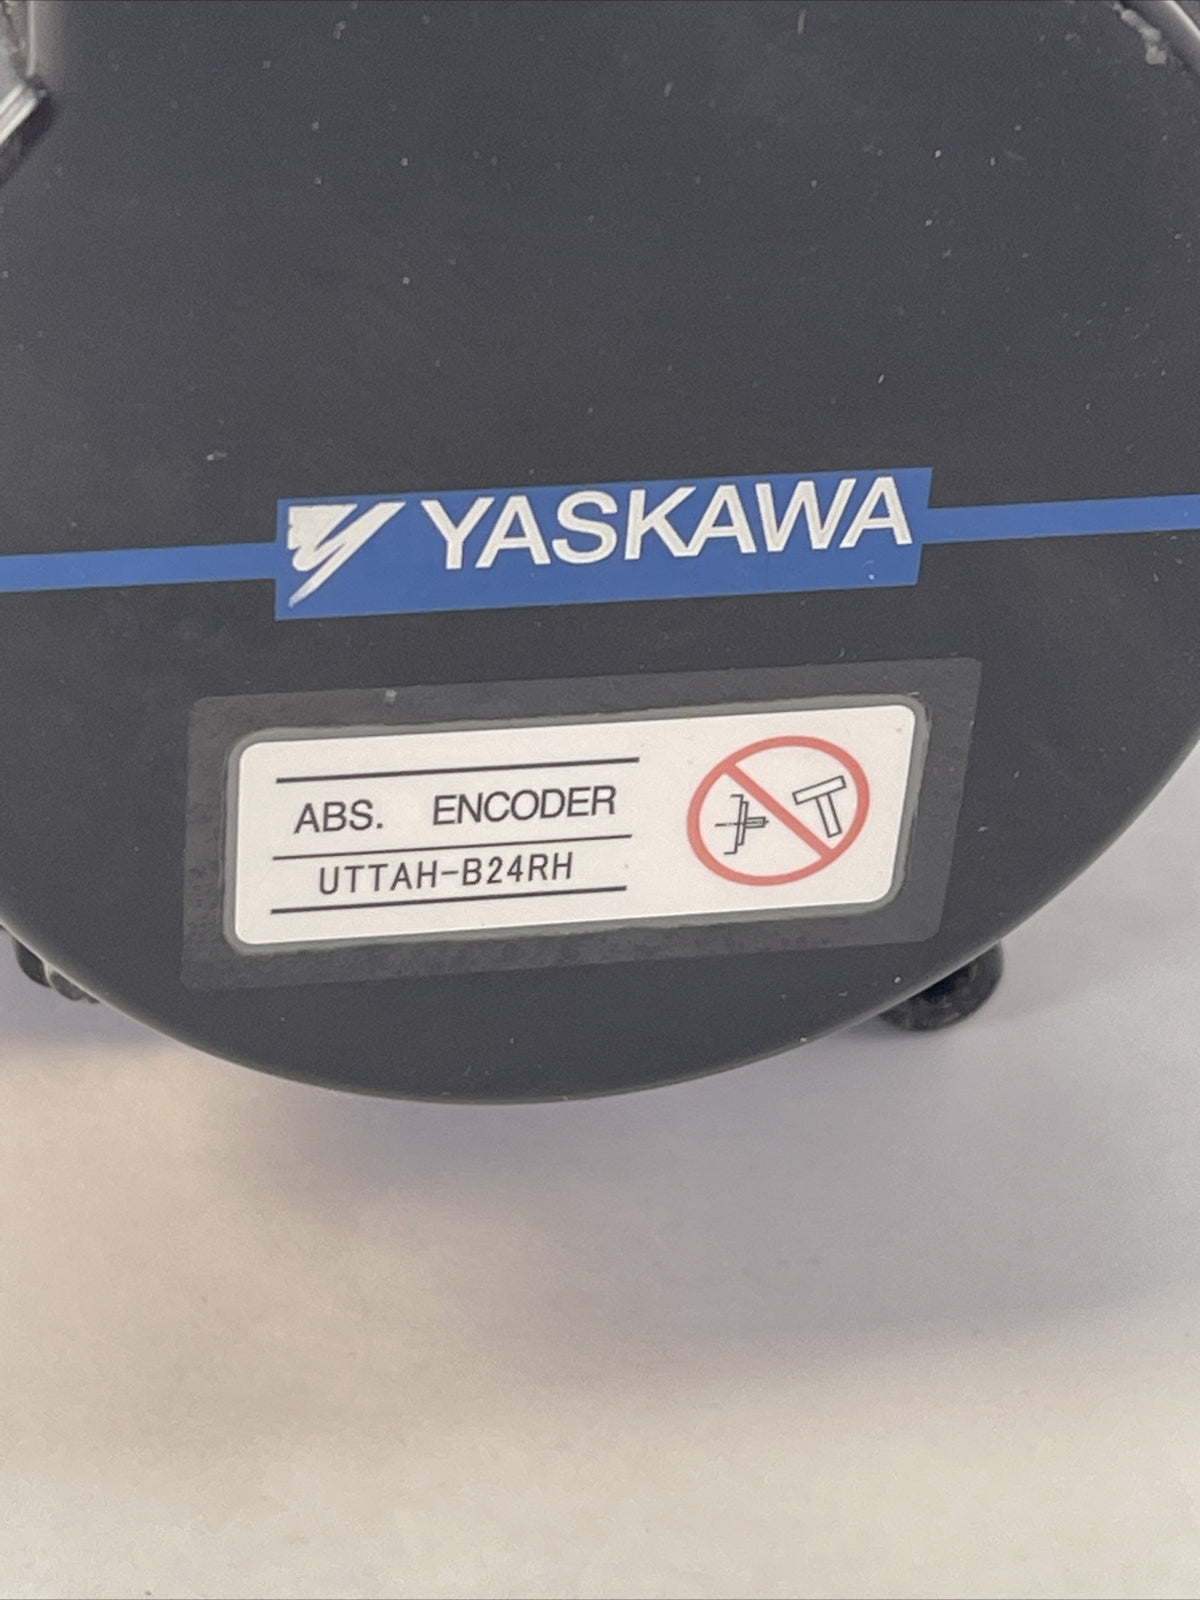 YASKAWA
ABS. ENCODER
UTTAH-B24RH